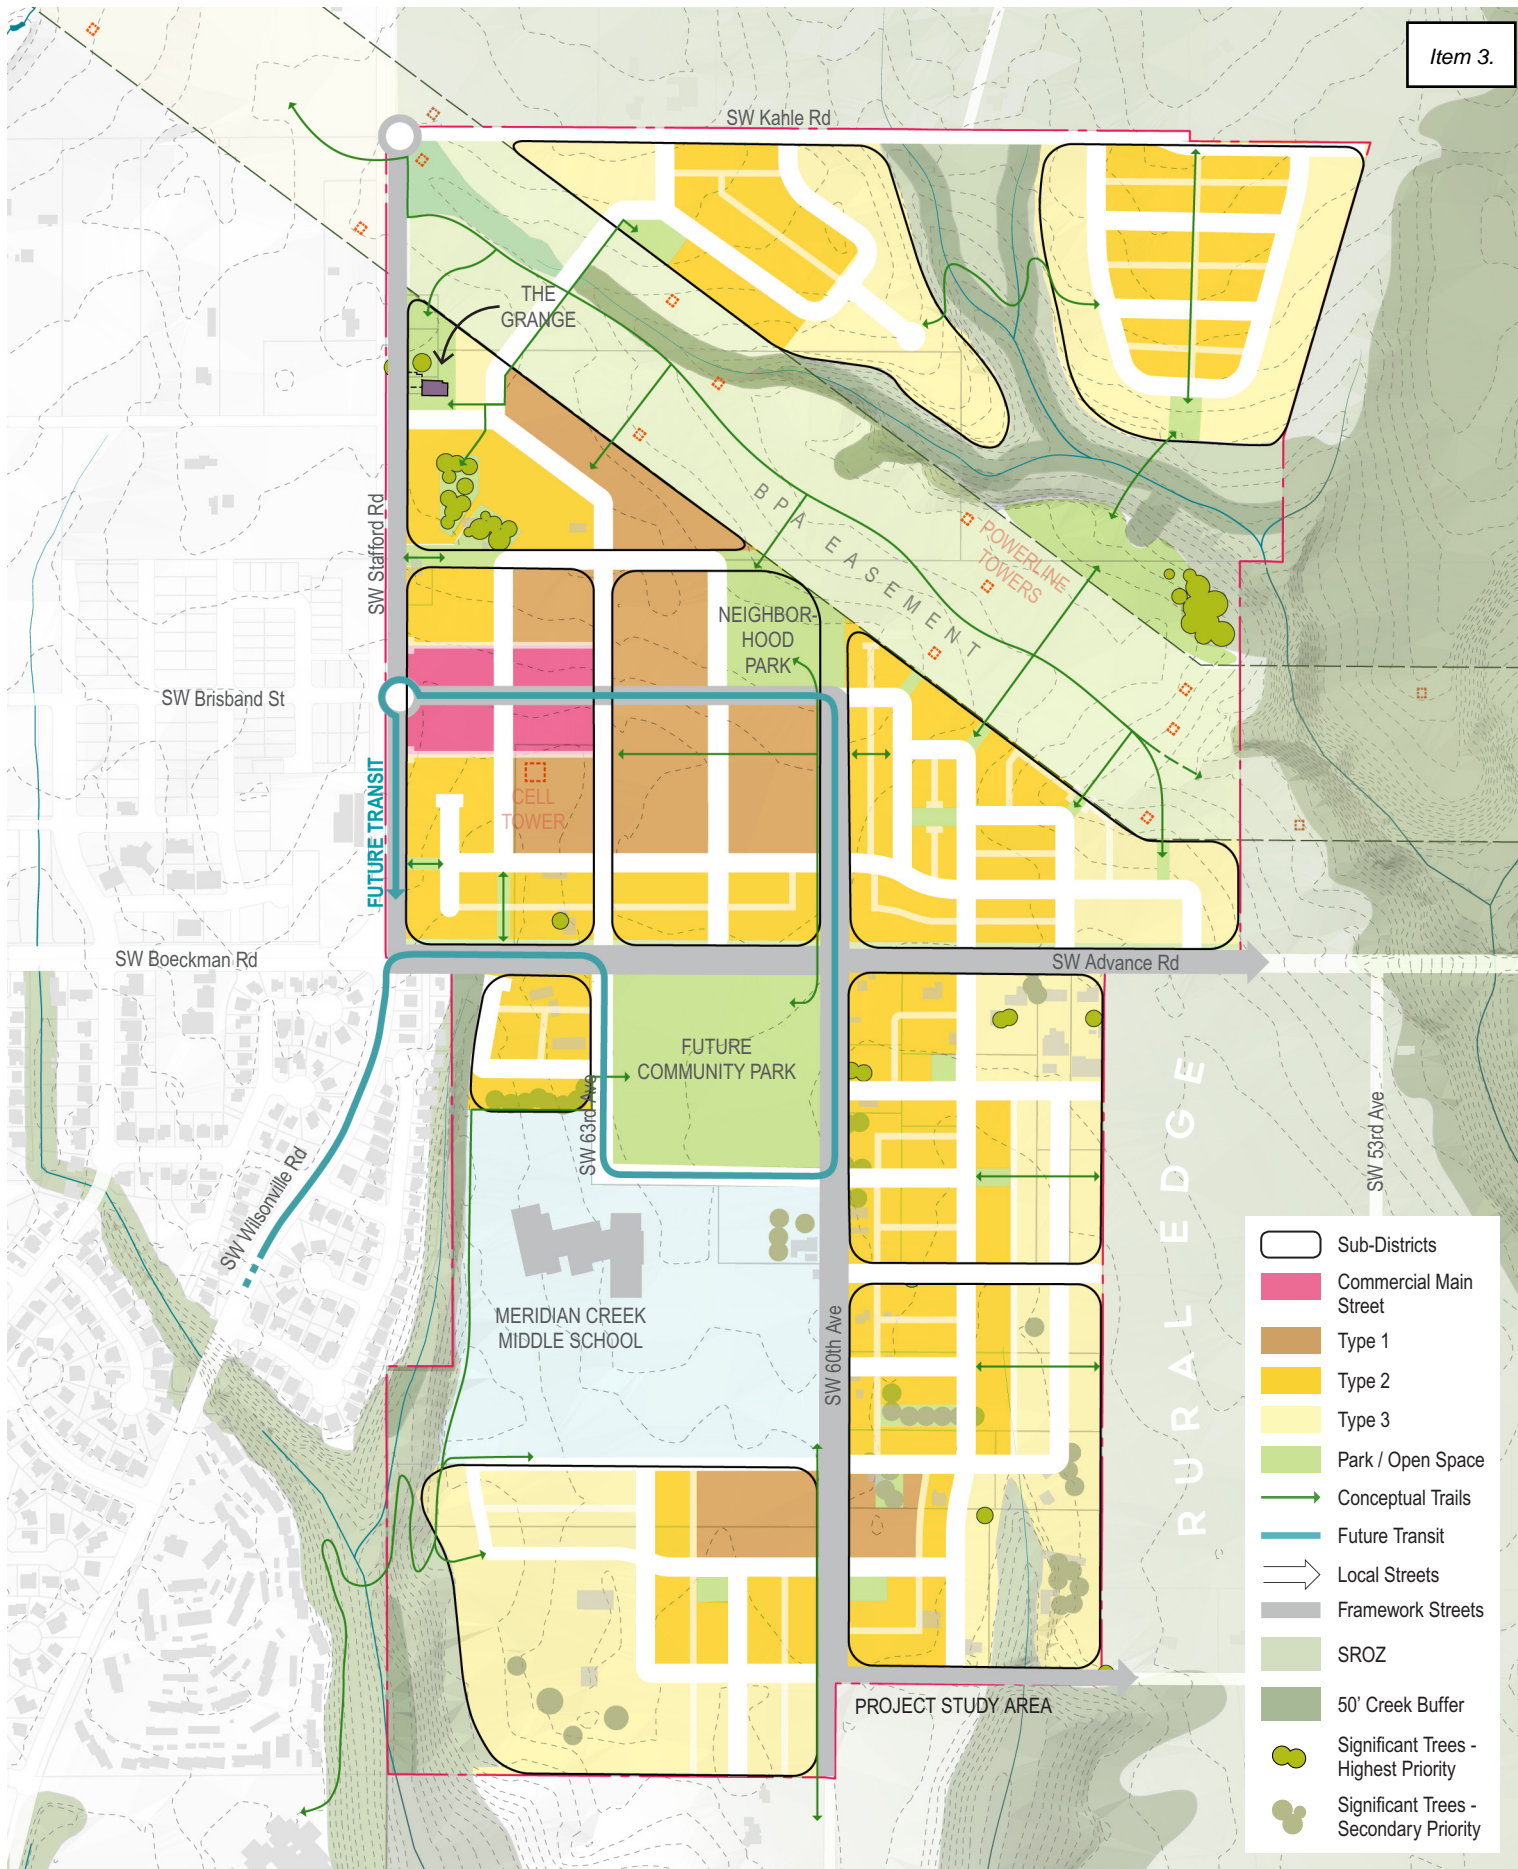 Item 3.
SW Kahle Rd
THE
GRANGE
SW Stafford Rd
BPA EASEMENT
POWERLINE
TOWERS
NEIGHBOR-
HOOD
PARK
SW Brisband St
FUTURE TRANSIT
CELL
TOWER
SW Boeckman Rd
SW Advance Rd
FUTURE
COMMUNITY PARK
SW 63rd Ave
SW Wilsonville Rd
MERIDIAN CREEK
MIDDLE SCHOOL
SW 60th Ave
RURAL EDGE
SW 53rd Ave
PROJECT STUDY AREA
Sub-Districts
Commercial Main
Street
Type 1
Type 2
Type 3
Park / Open Space
Conceptual Trails
Future Transit
Local Streets
Framework Streets
SROZ
50' Creek Buffer
Significant Trees -
Highest Priority
Significant Trees -
Secondary Priority